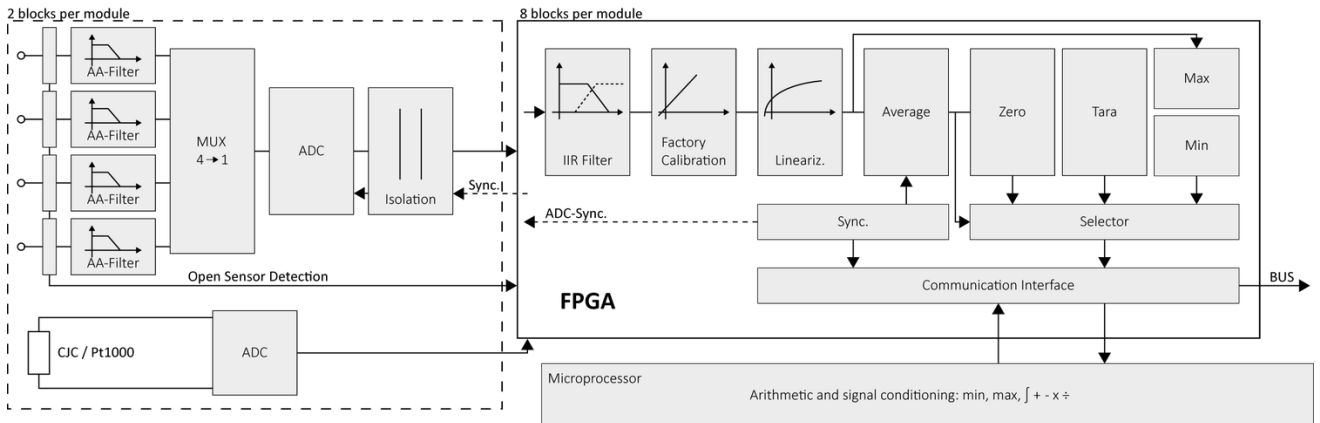 2 blocks per module
AA-Filter
AA-Filter
AA-Filter
AA-Filter
MUX
4→1
ADC
Isolation
Sync.
Open Sensor Detection
CJC / Pt1000
ADC
8 blocks per module
IIR Filter
Factory
Calibration
Lineariz.
Average
Zero
Tara
Max
Min
ADC-Sync.
Sync.
Selector
Communication Interface
BUS
FPGA
Microprocessor
Arithmetic and signal conditioning: min, max, ∫ + - x ÷